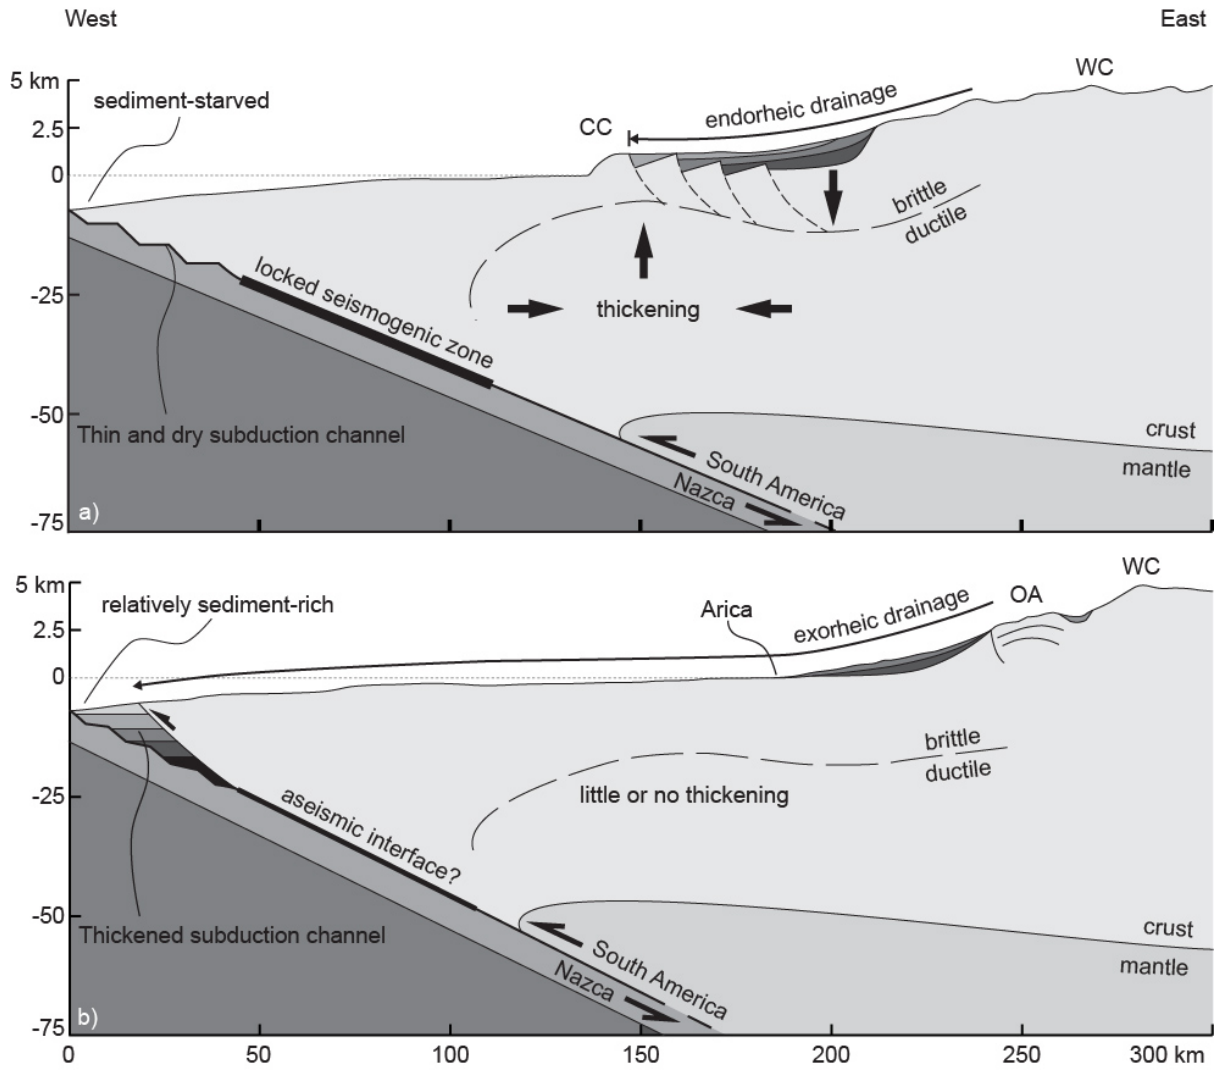 West
East
5 km
2.5
0
-25
-50
-75
sediment-starved
CC
endorheic drainage
WC
brittle
ductile
locked seismogenic zone
thickening
Thin and dry subduction channel
crust
mantle
South America
Nazca
a)
5 km
2.5
0
-25
-50
-75
relatively sediment-rich
Arica
exorheic drainage
OA
WC
brittle
ductile
little or no thickening
aseismic interface?
Thickened subduction channel
crust
mantle
South America
Nazca
b)
0
50
100
150
200
250
300 km